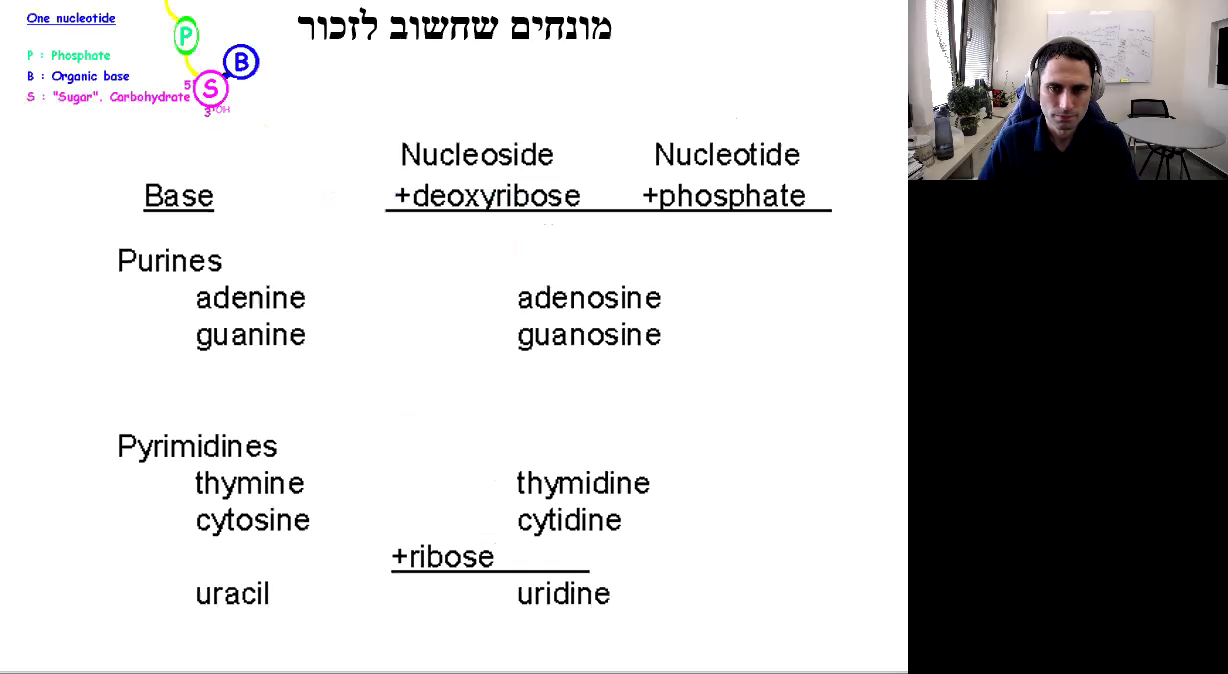 מונחים שחשוב לזכור
One nucleotide
P : Phosphate
B : Organic base
S : "Sugar". Carbohydrate
P
B
S
5'
3' OH
Nucleoside Nucleotide
Base +deoxyribose +phosphate
Purines
adenine adenosine
guanine guanosine
Pyrimidines
thymine thymidine
cytosine cytidine
+ribose
uracil uridine